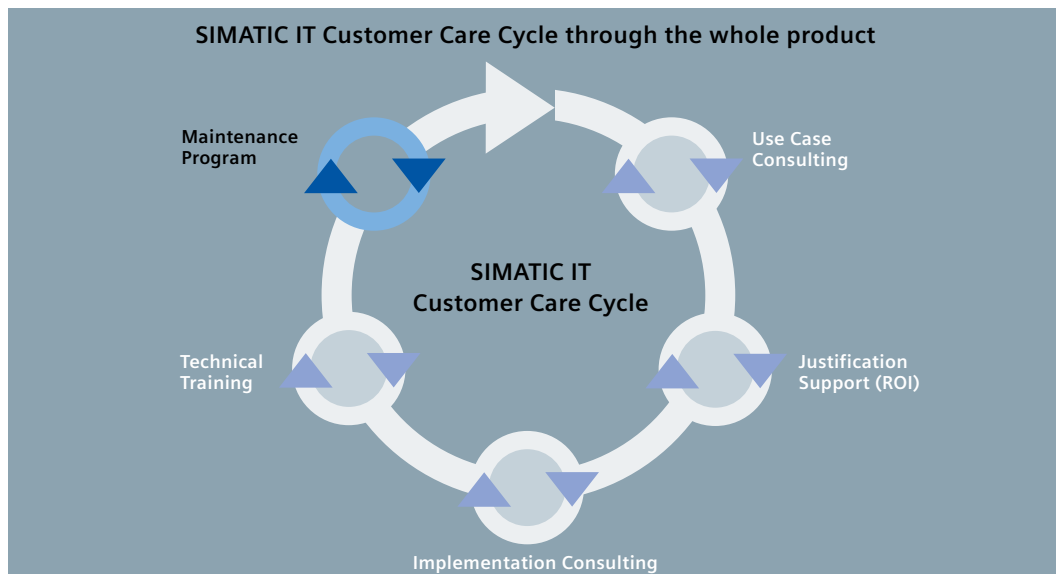 SIMATIC IT Customer Care Cycle through the whole product
Maintenance
Program
Use Case
Consulting
SIMATIC IT
Customer Care Cycle
Technical
Training
Justification
Support (ROI)
Implementation Consulting